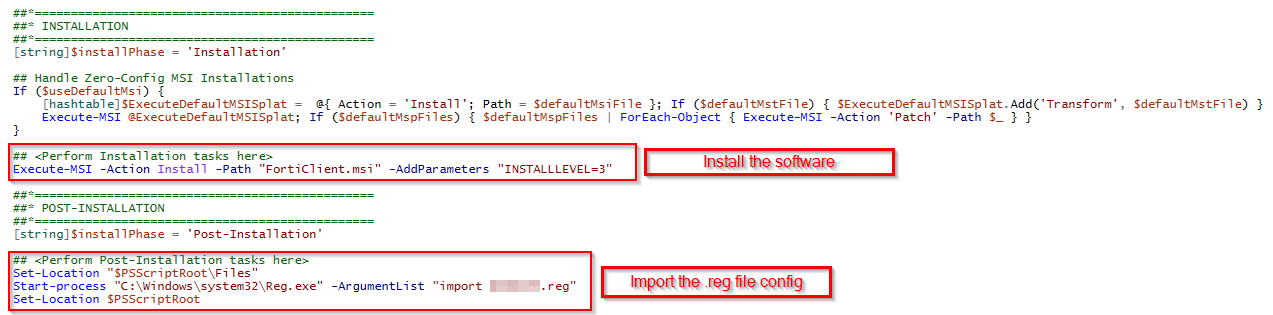 ##*===============================================
##* INSTALLATION
##*===============================================
[string]$installPhase = 'Installation'
## Handle Zero-Config MSI Installations
If ($useDefaultMsi) {
[hashtable]$ExecuteDefaultMSISplat =  @{ Action = 'Install'; Path = $defaultMsiFile }; If ($defaultMstFile) { $ExecuteDefaultMSISplat.Add('Transform', $defaultMstFile) }
Execute-MSI @ExecuteDefaultMSISplat; If ($defaultMspFiles) { $defaultMspFiles | ForEach-Object { Execute-MSI -Action 'Patch' -Path $_ } }
}
## <Perform Installation tasks here>
Execute-MSI -Action Install -Path "FortiClient.msi" -AddParameters "INSTALLLEVEL=3"
Install the software
##*===============================================
##* POST-INSTALLATION
##*===============================================
[string]$installPhase = 'Post-Installation'
## <Perform Post-Installation tasks here>
Set-Location "$PSScriptRoot\Files"
Start-process "C:\Windows\system32\Reg.exe" -ArgumentList "import .reg"
Set-Location $PSScriptRoot
Import the .reg file config